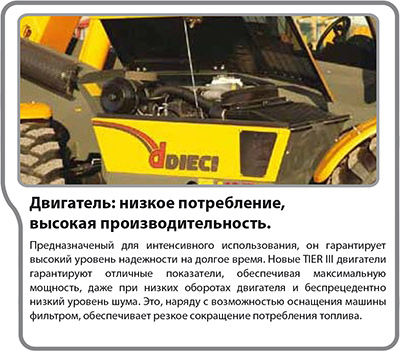 dDIECI
Двигатель: низкое потребление,
высокая производительность.
Предназначеный для интенсивного использования, он гарантирует
высокий уровень надежности на долгое время. Новые TIER III двигатели
гарантируют отличные показатели, обеспечивая максимальную
мощность, даже при низких оборотах двигателя и беспрецедентно
низкий уровень шума. Это, наряду с возможностью оснащения машины
фильтром, обеспечивает резкое сокращение потребления топлива.